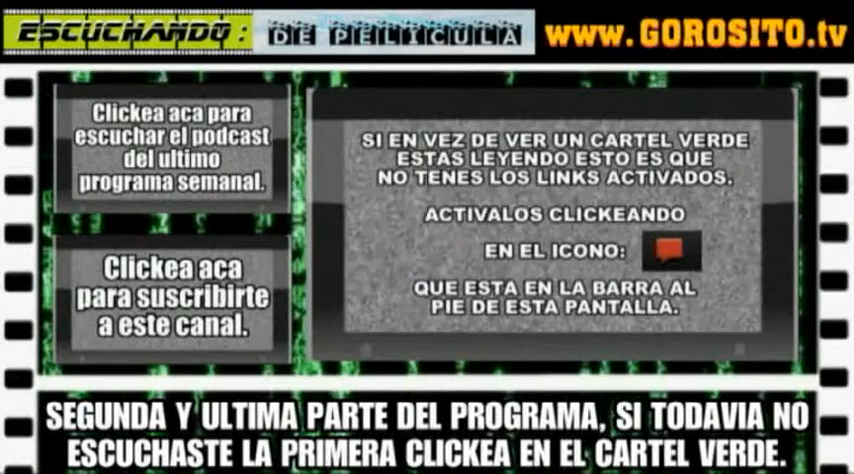 ESCUCHANDO: DE PELICULA www.GOROSITO.tv
Clickea aca para
escuchar el podcast
del ultimo
programa semanal.
Clickea aca
para suscribirte
a este canal.
SI EN VEZ DE VER UN CARTEL VERDE
ESTAS LEYENDO ESTO ES QUE
NO TENES LOS LINKS ACTIVADOS.
ACTIVALOS CLICKEANDO
EN EL ICONO:
QUE ESTA EN LA BARRA AL
PIE DE ESTA PANTALLA.
SEGUNDA Y ULTIMA PARTE DEL PROGRAMA, SI TODAVIA NO
ESCUCHASTE LA PRIMERA CLICKEA EN EL CARTEL VERDE.